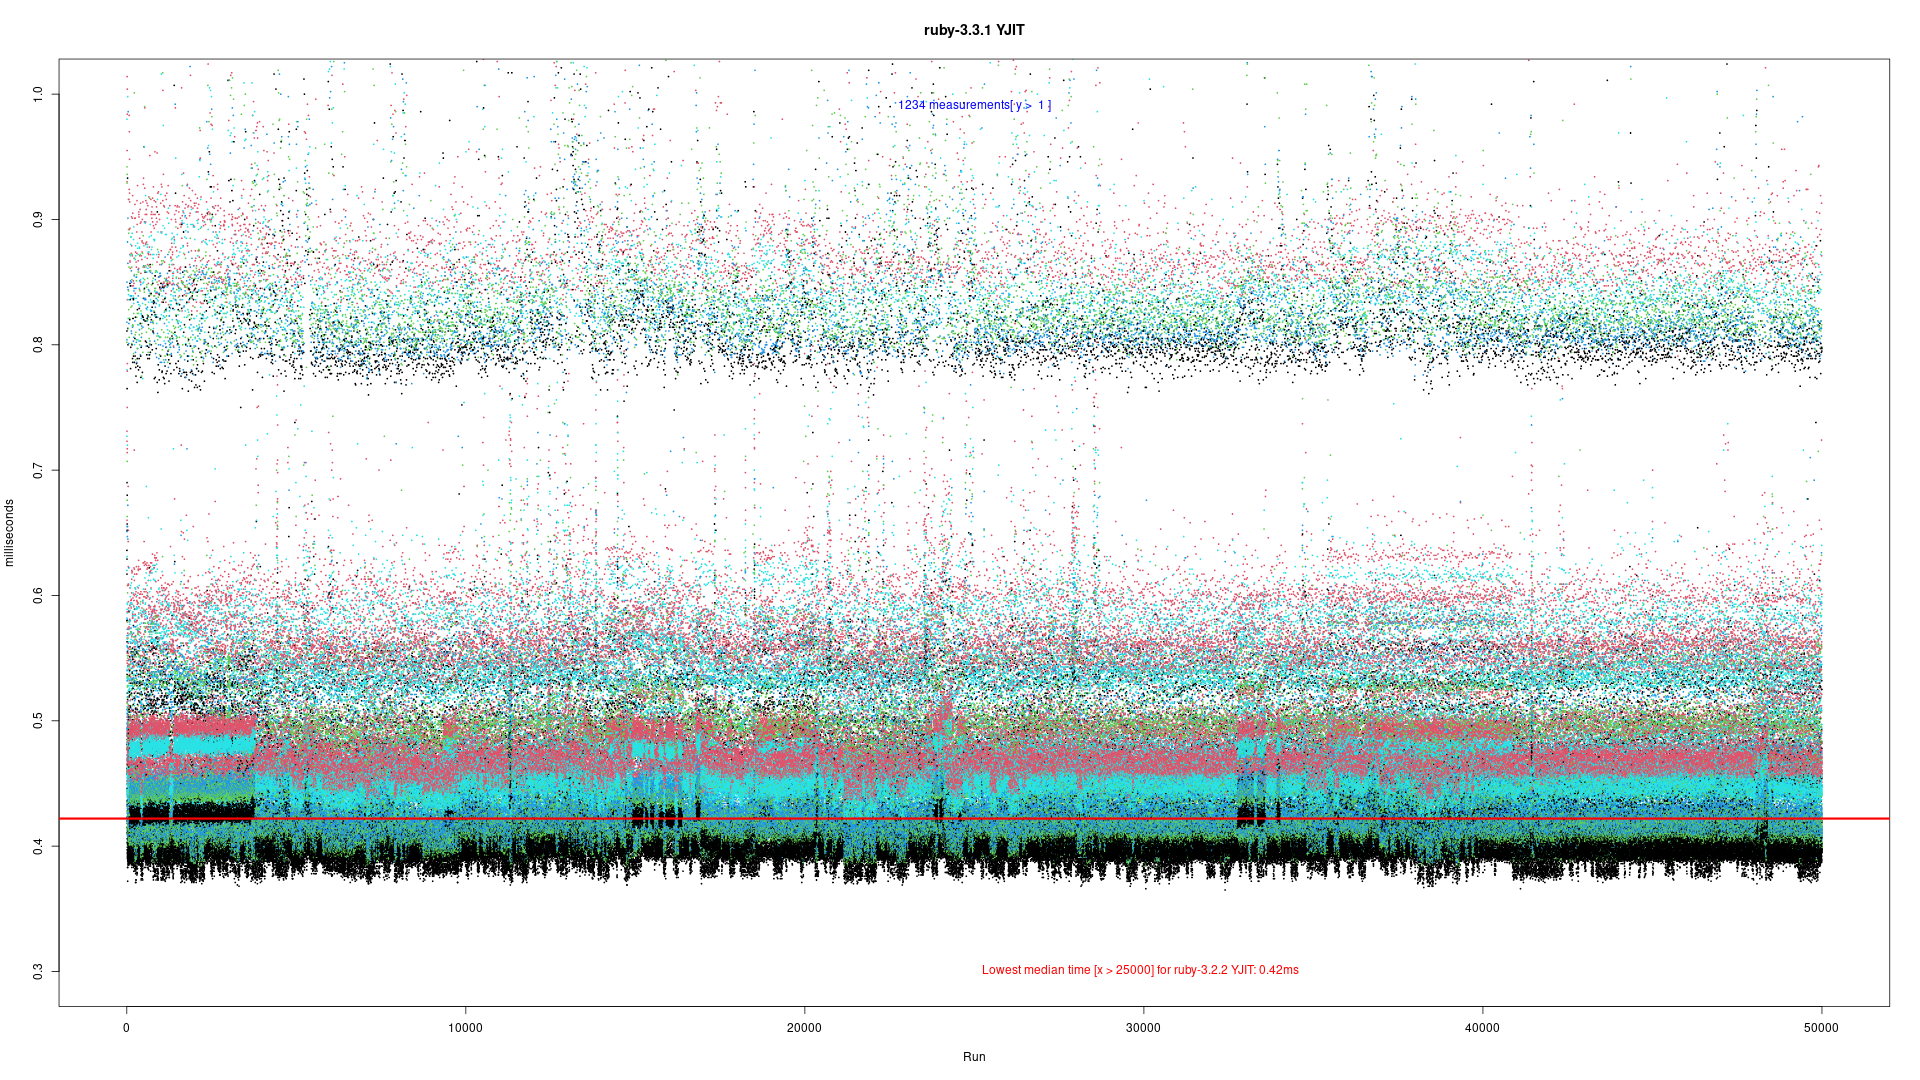 ruby-3.3.1 YJIT
1234 measurements[ y >  1 ]
milliseconds
1.0
0.9
0.8
0.7
0.6
0.5
0.4
0.3
Lowest median time [x > 25000] for ruby-3.2.2 YJIT: 0.42ms
0 10000 20000 30000 40000 50000
Run